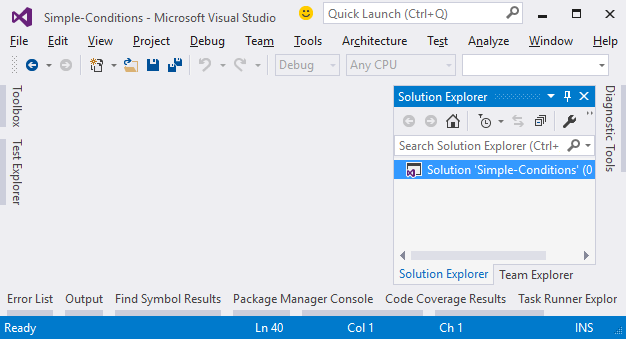 Simple-Conditions - Microsoft Visual Studio
Quick Launch (Ctrl+Q)
File Edit View Project Debug Team Tools Architecture Test Analyze Window Help
Debug Any CPU
Toolbox
Test Explorer
Solution Explorer
Search Solution Explorer (Ctrl+
Solution 'Simple-Conditions' (0
Solution Explorer Team Explorer
Diagnostic Tools
Error List Output Find Symbol Results Package Manager Console Code Coverage Results Task Runner Explor
Ready Ln 40 Col 1 Ch 1 INS